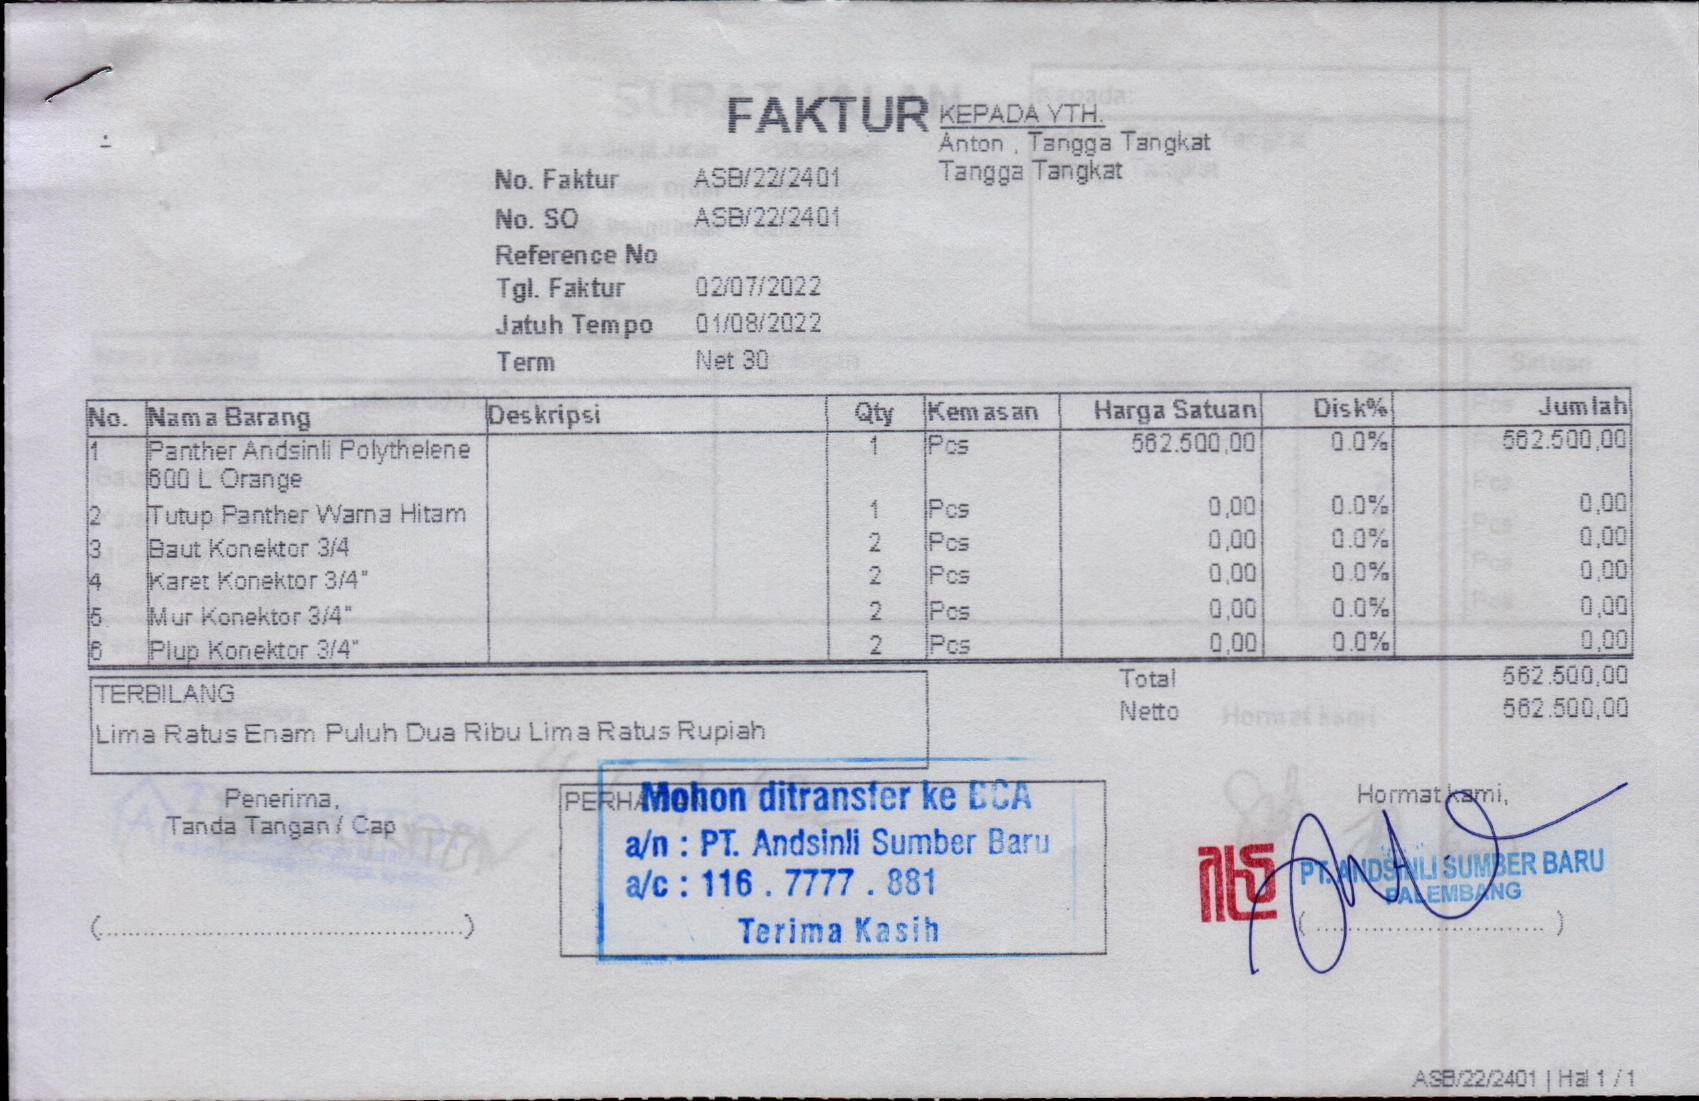 FAKTUR
KEPADA YTH.
Anton , Tangga Tangkat
Tangga Tangkat
No. Faktur ASB/22/2401
No. SO ASB/22/2401
Reference No
Tgl. Faktur 02/07/2022
Jatuh Tempo 01/08/2022
Term Net 30
No. Nama Barang Deskripsi Qty Kemasan Harga Satuan Disk% Jumlah
1 Panther Andsinli Polythelene 1 Pcs 562.500,00 0.0% 562.500,00
600 L Orange
2 Tutup Panther Warna Hitam 1 Pcs 0,00 0.0% 0,00
3 Baut Konektor 3/4 2 Pcs 0,00 0.0% 0,00
4 Karet Konektor 3/4" 2 Pcs 0,00 0.0% 0,00
5 Mur Konektor 3/4" 2 Pcs 0,00 0.0% 0,00
6 Plup Konektor 3/4" 2 Pcs 0,00 0.0% 0,00
Total 562.500,00
Netto 562.500,00
TERBILANG
Lima Ratus Enam Puluh Dua Ribu Lima Ratus Rupiah
Penerima,
Tanda Tangan / Cap
(............................................)
Mohon ditransfer ke BCA
a/n : PT. Andsinli Sumber Baru
a/c : 116 . 7777 . 881
Terima Kasih
Hormat kami,
PT. ANDSINLI SUMBER BARU
PALEMBANG
( ............................ )
ASB/22/2401 | Hal 1 / 1